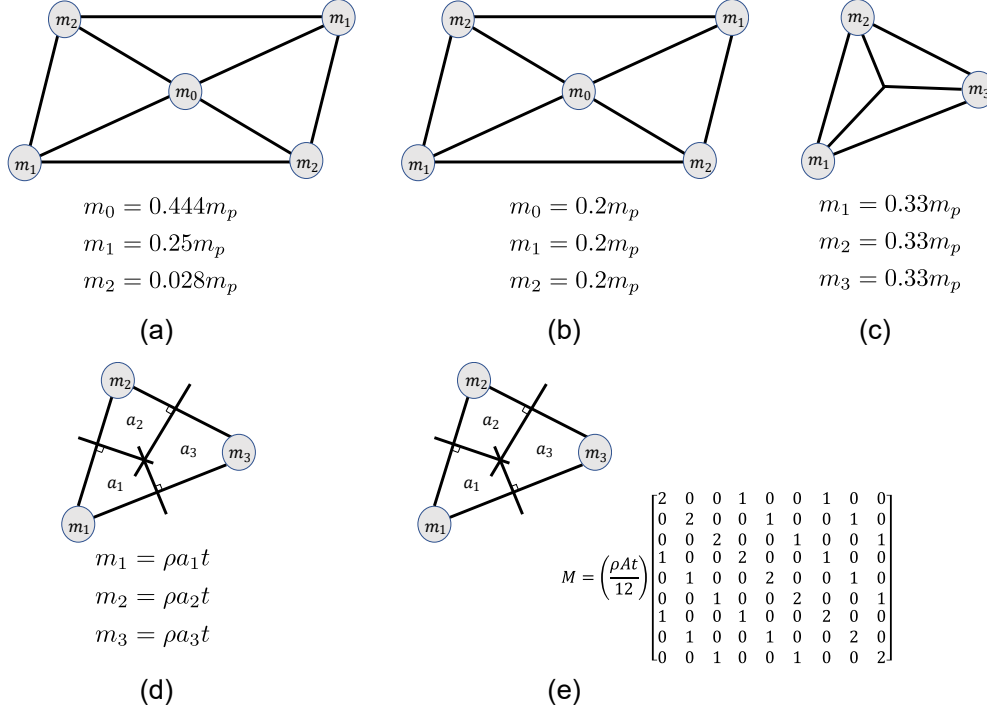 m₂ m₁
m₀
m₁ m₂
m₀ = 0.444mₚ
m₁ = 0.25mₚ
m₂ = 0.028mₚ
(a)
m₂ m₁
m₀
m₁ m₂
m₀ = 0.2mₚ
m₁ = 0.2mₚ
m₂ = 0.2mₚ
(b)
m₂
m₃
m₁
m₁ = 0.33mₚ
m₂ = 0.33mₚ
m₃ = 0.33mₚ
(c)
m₂
a₂
a₃ m₃
a₁
m₁
m₁ = ρa₁t
m₂ = ρa₂t
m₃ = ρa₃t
(d)
m₂
a₂
a₃ m₃
a₁
m₁
M = (ρAt/12)
2 0 0 1 0 0 1 0 0
0 2 0 0 1 0 0 1 0
0 0 2 0 0 1 0 0 1
1 0 0 2 0 0 1 0 0
0 1 0 0 2 0 0 1 0
0 0 1 0 0 2 0 0 1
1 0 0 1 0 0 2 0 0
0 1 0 0 1 0 0 2 0
0 0 1 0 0 1 0 0 2
(e)